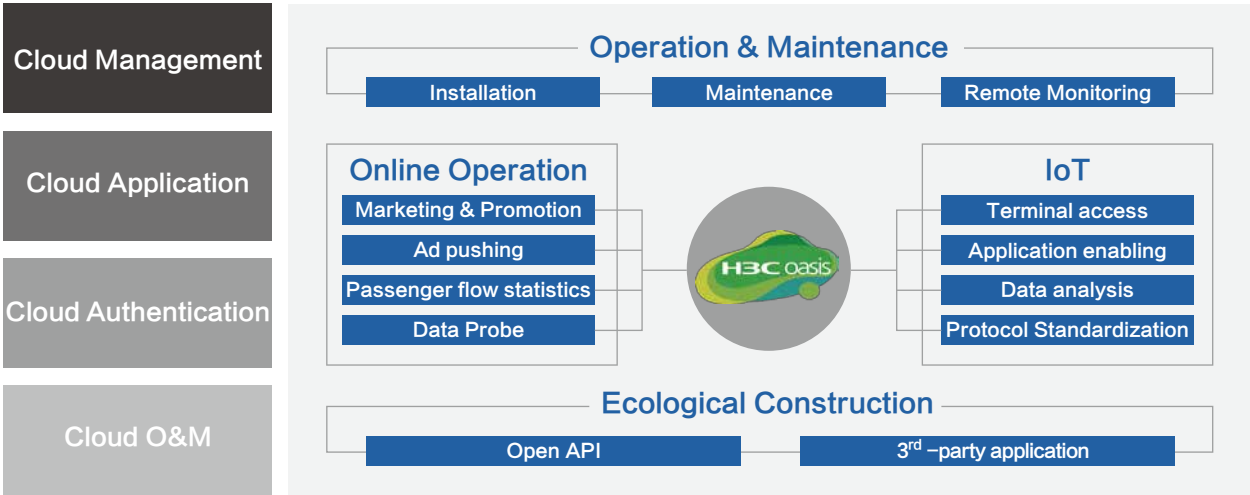 Cloud Management
Cloud Application
Cloud Authentication
Cloud O&M
Operation & Maintenance
Installation
Maintenance
Remote Monitoring
Online Operation
Marketing & Promotion
Ad pushing
Passenger flow statistics
Data Probe
H3C oasis
IoT
Terminal access
Application enabling
Data analysis
Protocol Standardization
Ecological Construction
Open API
3rd -party application